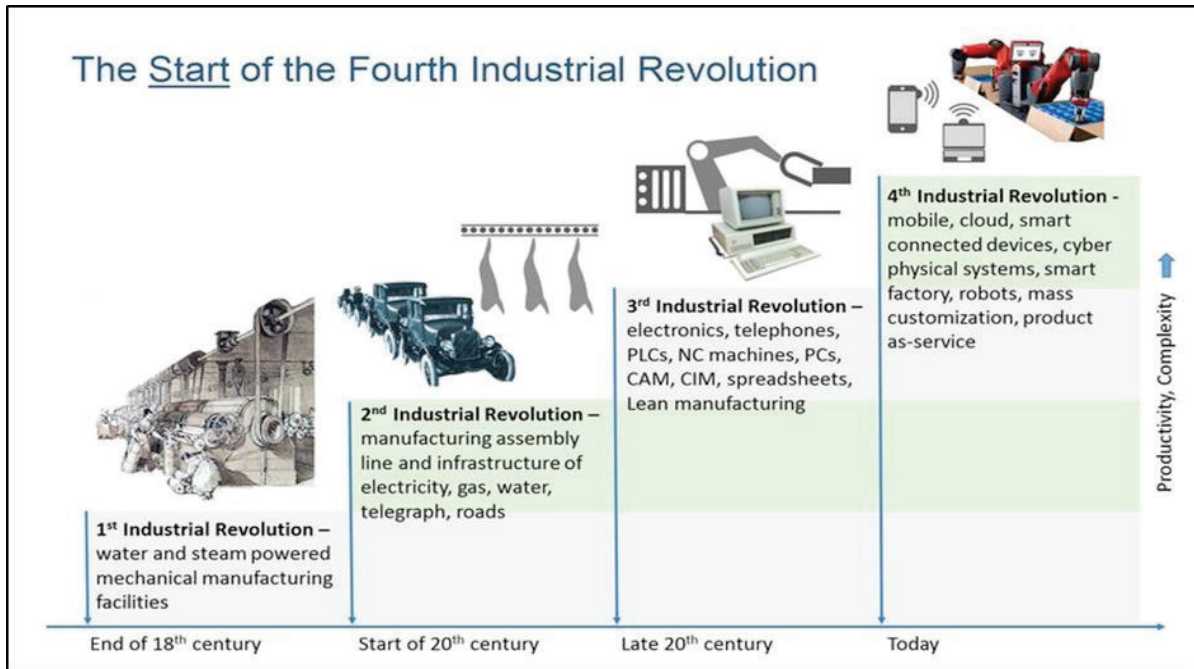 The Start of the Fourth Industrial Revolution
4th Industrial Revolution -
mobile, cloud, smart
connected devices, cyber
physical systems, smart
factory, robots, mass
customization, product
as-service
3rd Industrial Revolution –
electronics, telephones,
PLCs, NC machines, PCs,
CAM, CIM, spreadsheets,
Lean manufacturing
2nd Industrial Revolution –
manufacturing assembly
line and infrastructure of
electricity, gas, water,
telegraph, roads
1st Industrial Revolution –
water and steam powered
mechanical manufacturing
facilities
Productivity, Complexity
End of 18th century
Start of 20th century
Late 20th century
Today